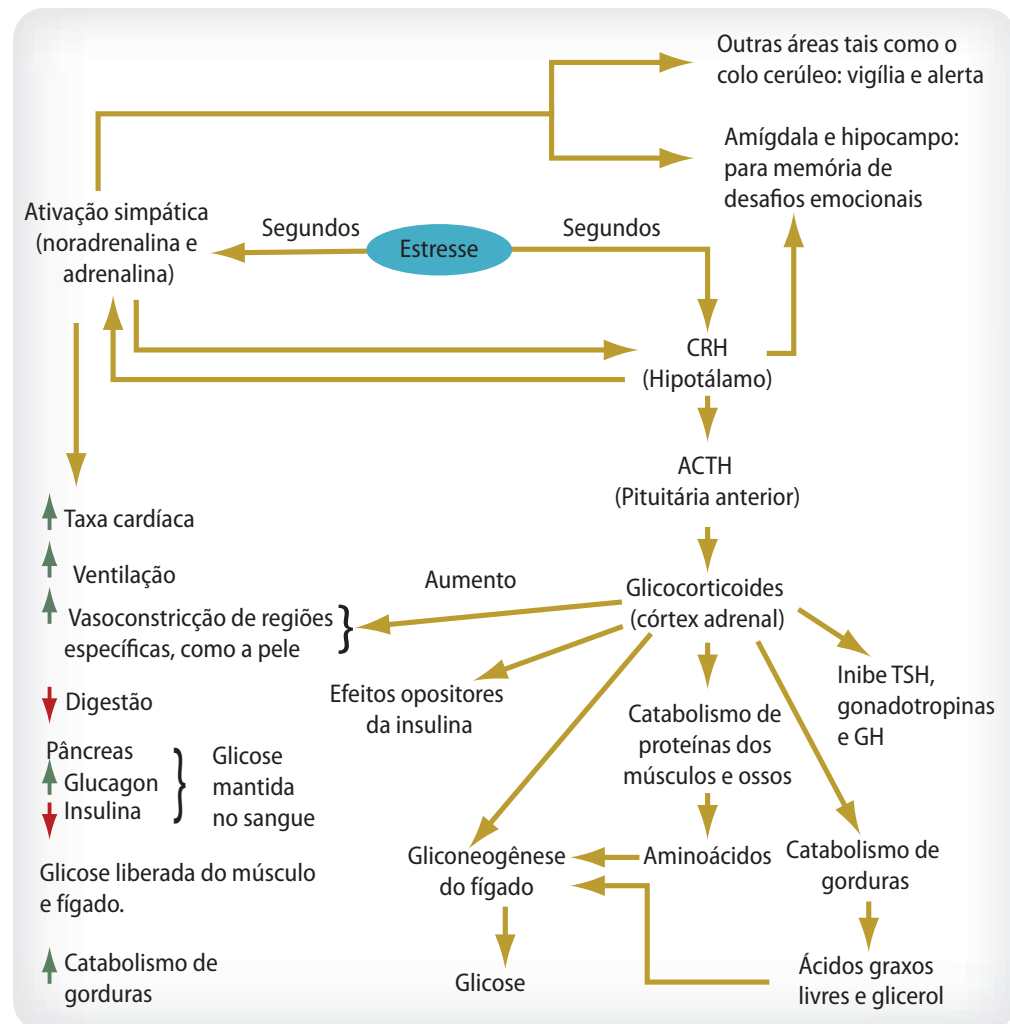 Outras áreas tais como o
colo cerúleo: vigília e alerta
Amígdala e hipocampo:
para memória de
desafios emocionais
Ativação simpática
(noradrenalina e
adrenalina)
Segundos
Estresse
Segundos
CRH
(Hipotálamo)
ACTH
(Pituitária anterior)
Taxa cardíaca
Ventilação
Vasoconstricção de regiões
específicas, como a pele
Aumento
Glicocorticoides
(córtex adrenal)
Digestão
Efeitos opositores
da insulina
Catabolismo de
proteínas dos
músculos e ossos
Inibe TSH,
gonadotropinas
e GH
Pâncreas
Glucagon
Insulina
Glicose
mantida
no sangue
Glicose liberada do músculo
e fígado.
Gliconeogênese
do fígado
Aminoácidos
Catabolismo de
gorduras
Catabolismo de
gorduras
Glicose
Ácidos graxos
livres e glicerol